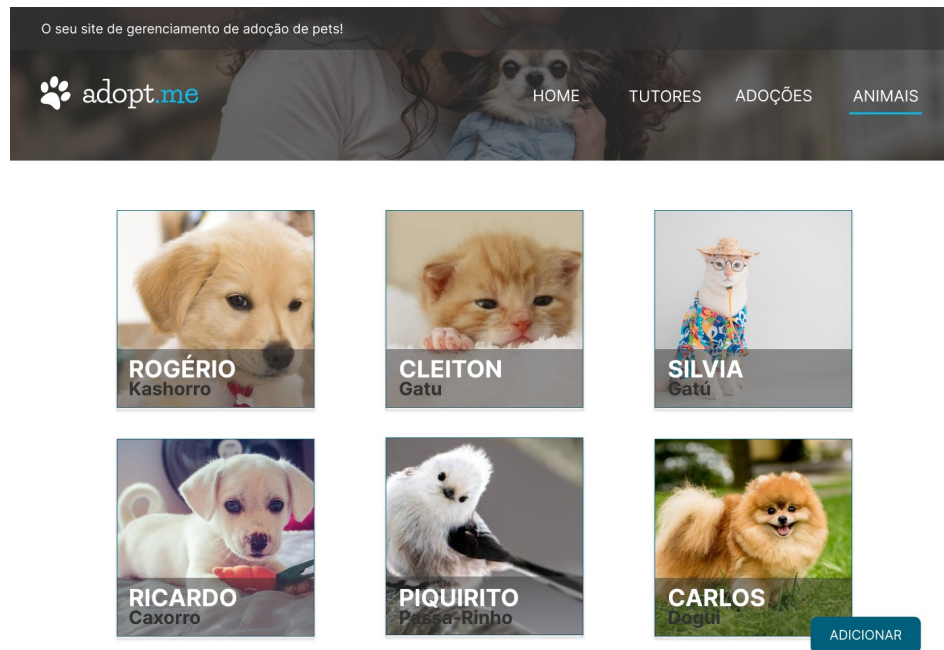 O seu site de gerenciamento de adoção de pets!
adopt.me
HOME TUTORES ADOÇÕES ANIMAIS
ROGÉRIO
Kashorro
CLEITON
Gatu
SILVIA
Gatú
RICARDO
Caxorro
PIQUIRITO
Passa-Rinho
CARLOS
Dogui
ADICIONAR